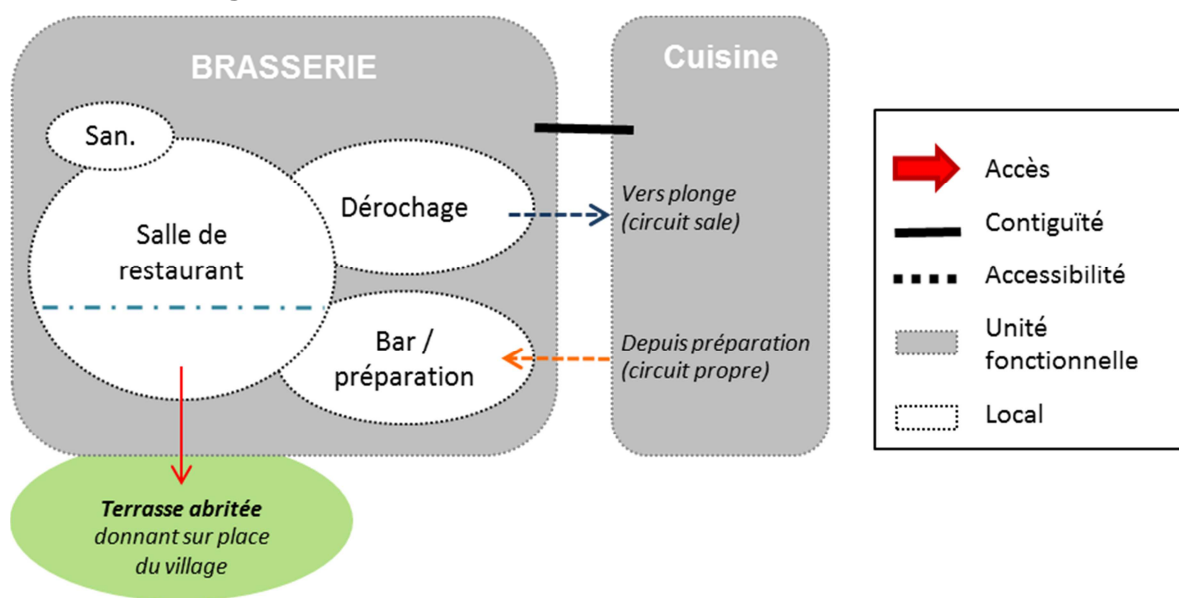 BRASSERIE
San.
Salle de
restaurant
Dérochage
Bar /
préparation
Cuisine
Vers plonge
(circuit sale)
Depuis préparation
(circuit propre)
Terrasse abritée
donnant sur place
du village
Accès
Contiguïté
Accessibilité
Unité
fonctionnelle
Local